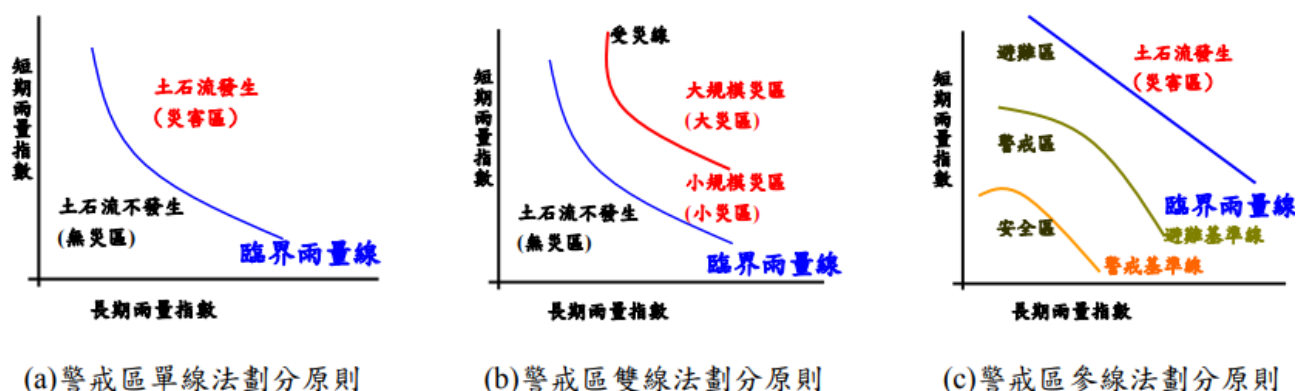 短期雨量指數
土石流發生
(災害區)
土石流不發生
(無災區)
臨界雨量線
長期雨量指數
(a)警戒區單線法劃分原則
受災線
短期雨量指數
大規模災區
(大災區)
小規模災區
(小災區)
土石流不發生
(無災區)
臨界雨量線
長期雨量指數
(b)警戒區雙線法劃分原則
避難區
土石流發生
(災害區)
短期雨量指數
警戒區
臨界雨量線
安全區
避難基準線
警戒基準線
長期雨量指數
(c)警戒區參線法劃分原則